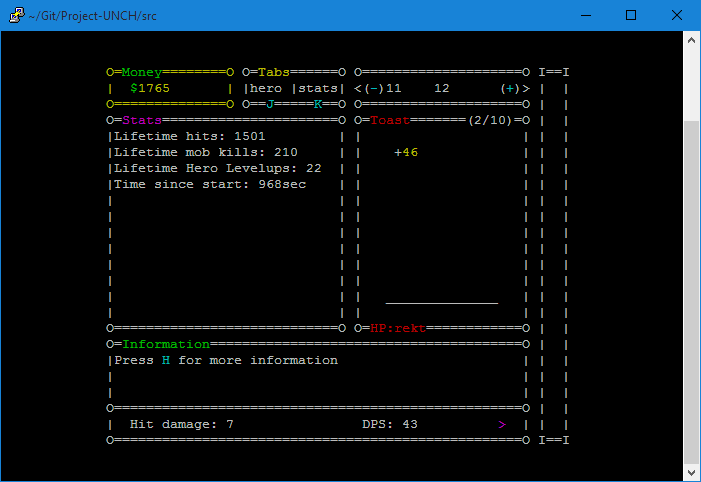 ~/Git/Project-UNCH/src
O=Money=========O O=Tabs=======O O====================O I==I
|  $1765       | |hero |stats| <(-)11    12      (+)> |  |
O==============O O==J=====K==O O====================O |  |
O=Stats======================O O=Toast=======(2/10)=O |  |
|Lifetime hits: 1501         | |                    | |  |
|Lifetime mob kills: 210     | |    +46             | |  |
|Lifetime Hero Levelups: 22  | |                    | |  |
|Time since start: 968sec    | |                    | |  |
|                            | |                    | |  |
|                            | |                    | |  |
|                            | |                    | |  |
|                            | |                    | |  |
|                            | |                    | |  |
|                            | |                    | |  |
|                            | |   ______________   | |  |
|                            | |                    | |  |
O============================O O=HP:rekt============O |  |
O=Information=======================================O |  |
|Press H for more information                       | |  |
|                                                   | |  |
|                                                   | |  |
O===================================================O |  |
|  Hit damage: 7                DPS: 43          >  | |  |
O===================================================O I==I